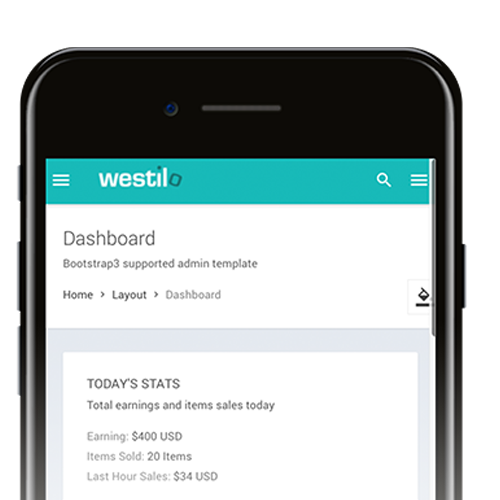 westilo
Dashboard
Bootstrap3 supported admin template
Home > Layout > Dashboard
TODAY'S STATS
Total earnings and items sales today
Earning: $400 USD
Items Sold: 20 Items
Last Hour Sales: $34 USD